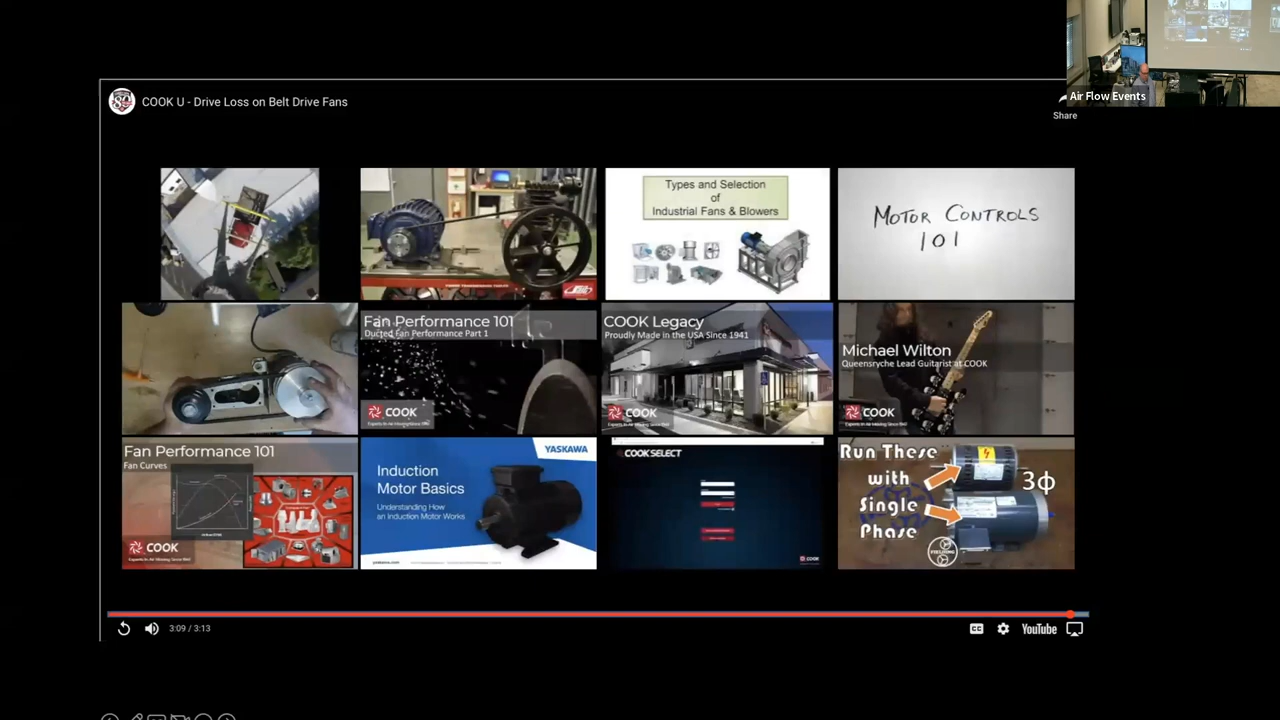 Air Flow Events
COOK U - Drive Loss on Belt Drive Fans
Share
Types and Selection
of
Industrial Fans & Blowers
MOTOR CONTROLS
101
Fan Performance 101
Ducted Fan Performance Part 1
COOK
COOK Legacy
Proudly Made in the USA Since 1941
COOK
Michael Wilton
Queensryche Lead Guitarist at COOK
COOK
Fan Performance 101
Fan Curves
COOK
YASKAWA
Induction
Motor Basics
Understanding How
an Induction Motor Works
COOK SELECT
COOK
Run These
with
Single
Phase
3ϕ
3:09 / 3:13
CC
YouTube